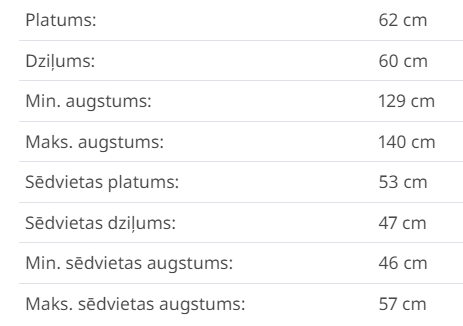 Platums: 62 cm
Dziļums: 60 cm
Min. augstums: 129 cm
Maks. augstums: 140 cm
Sēdvietas platums: 53 cm
Sēdvietas dziļums: 47 cm
Min. sēdvietas augstums: 46 cm
Maks. sēdvietas augstums: 57 cm